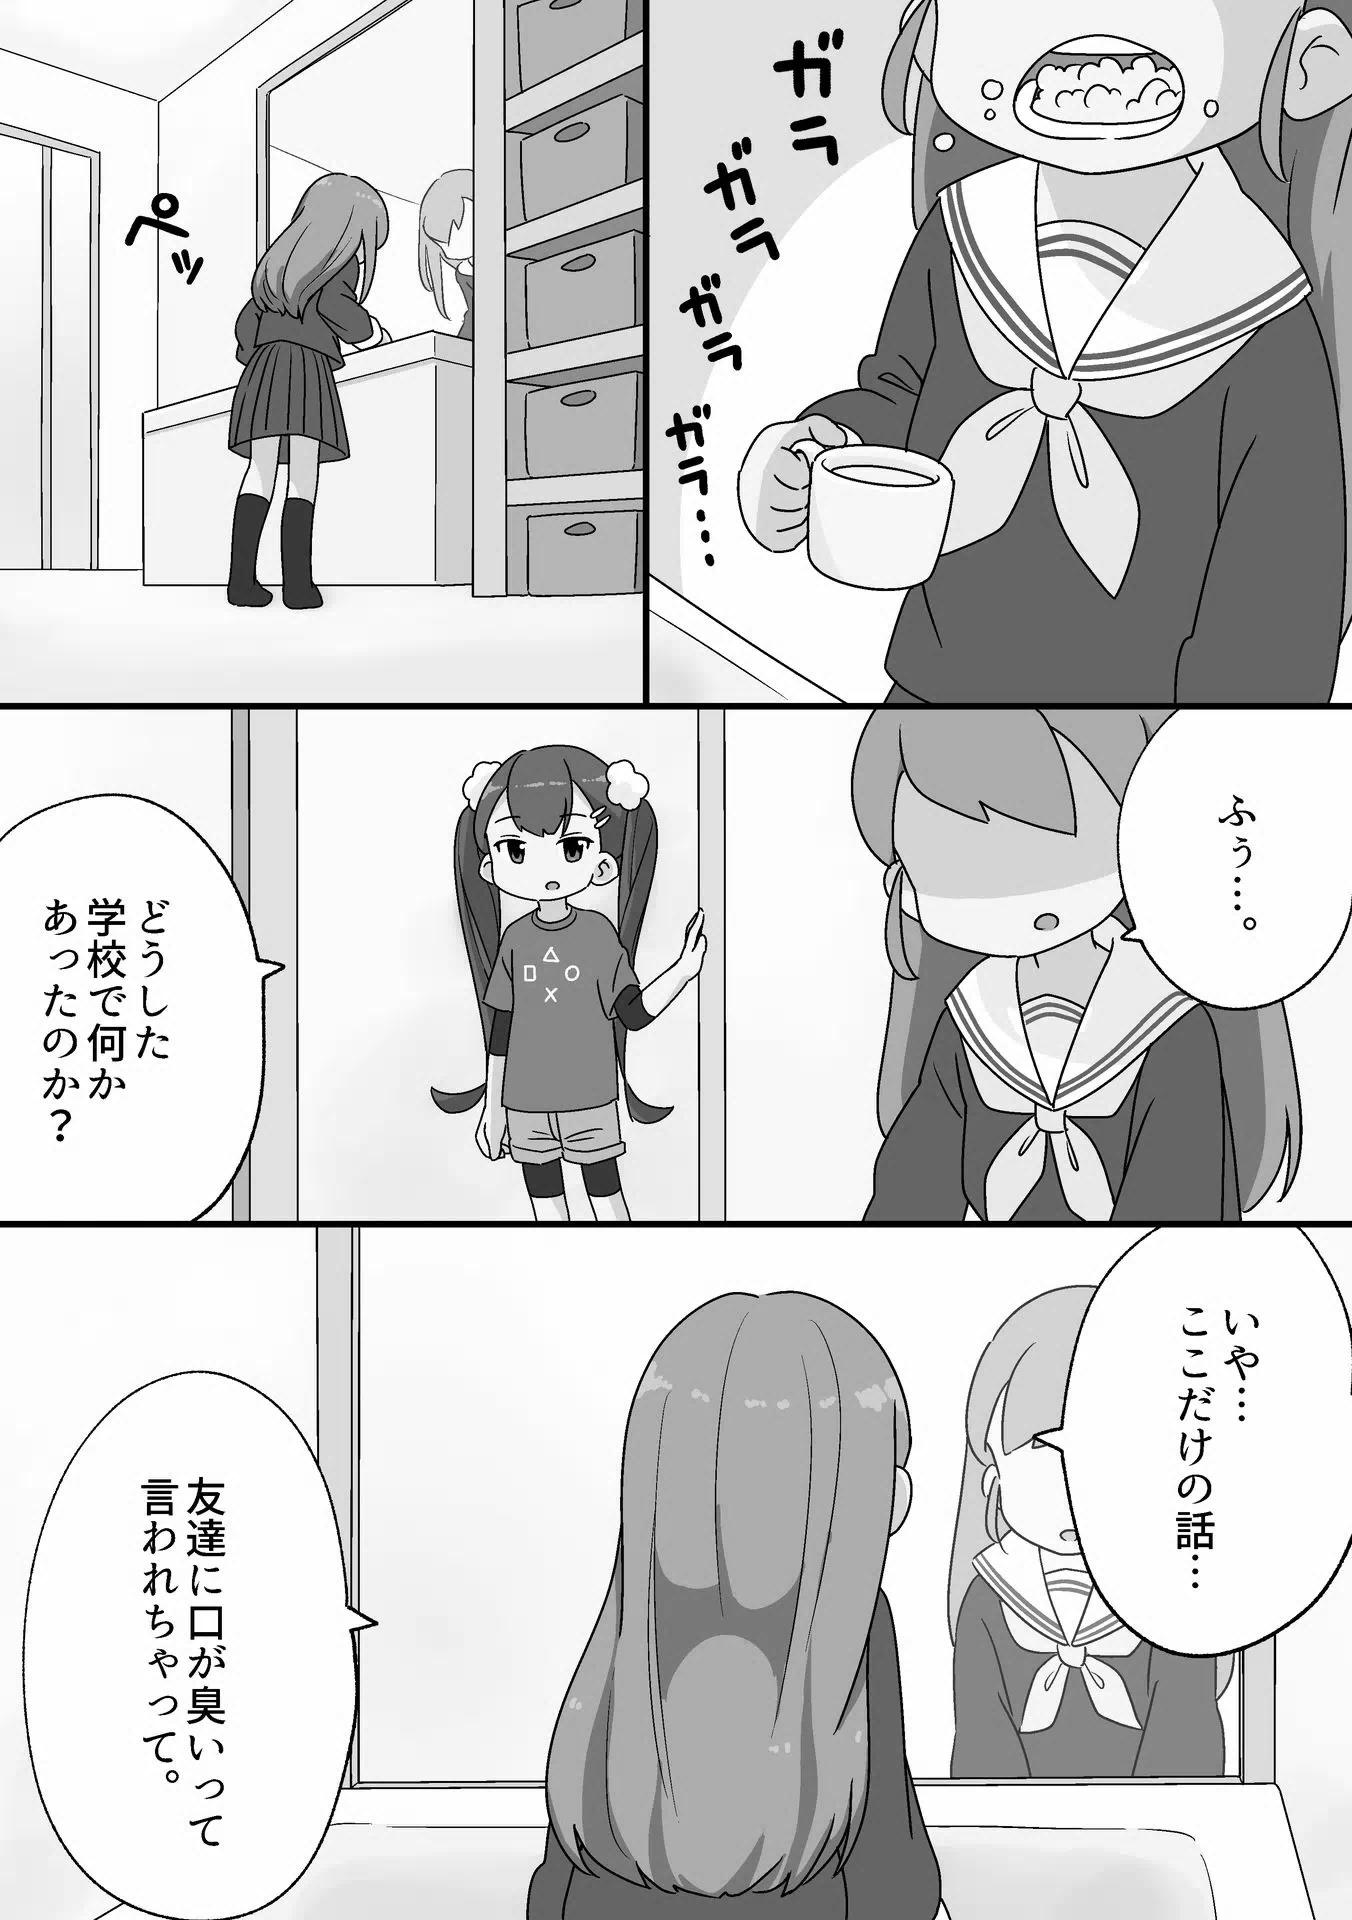 ガラ
ガラ
ガラ
ガラ…
ペッ
ふぅ…。
どうした
学校で何か
あったのか？
いや…
ここだけの話…
友達に口が臭いって
言われちゃって。